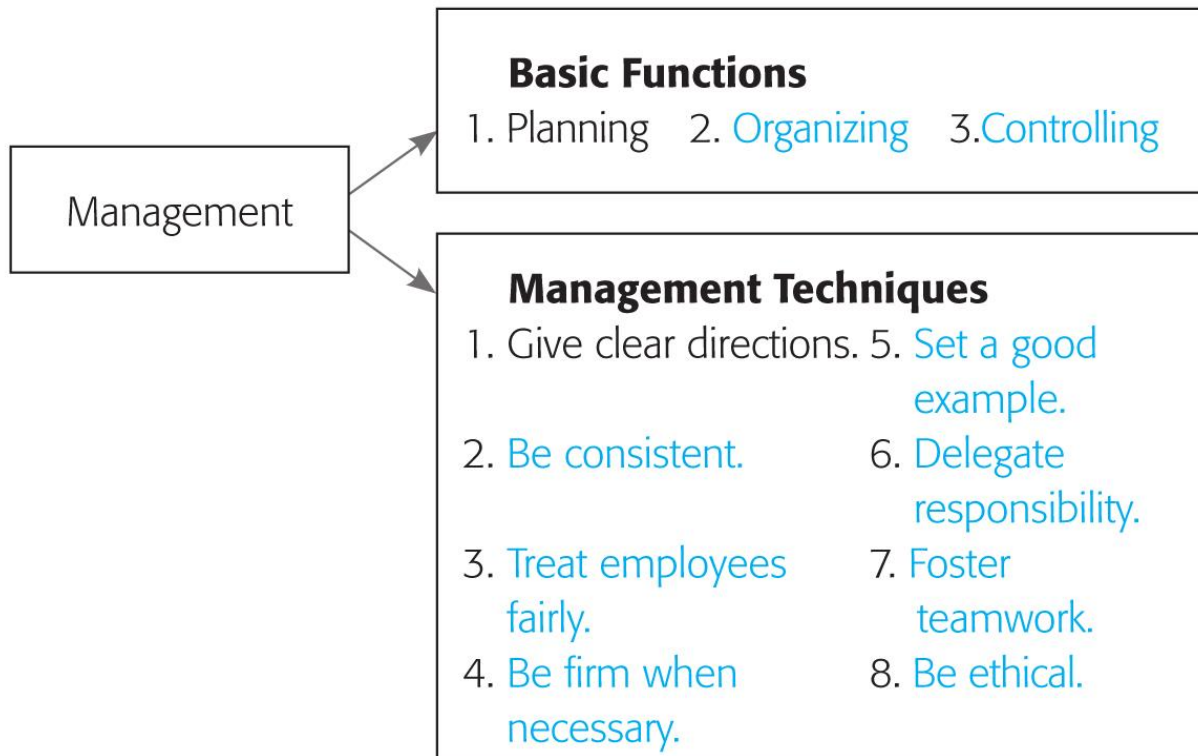 Basic Functions
1. Planning 2. Organizing 3.Controlling
Management
Management Techniques
1. Give clear directions. 5. Set a good
example.
2. Be consistent. 6. Delegate
responsibility.
3. Treat employees 7. Foster
fairly. teamwork.
4. Be firm when 8. Be ethical.
necessary.